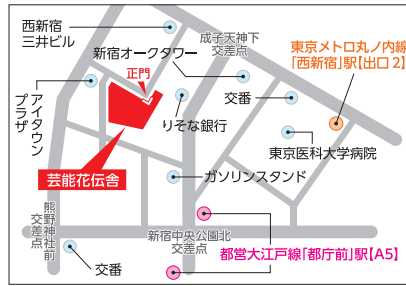 西新宿
三井ビル
成子天神下
交差点
新宿オークタワー
東京メトロ丸ノ内線
「西新宿」駅【出口2】
正門
交番
アイタウン
プラザ
りそな銀行
東京医科大学病院
芸能花伝舎
ガソリンスタンド
熊野神社前
交差点
新宿中央公園北
交差点
都営大江戸線「都庁前」駅【A5】
交番